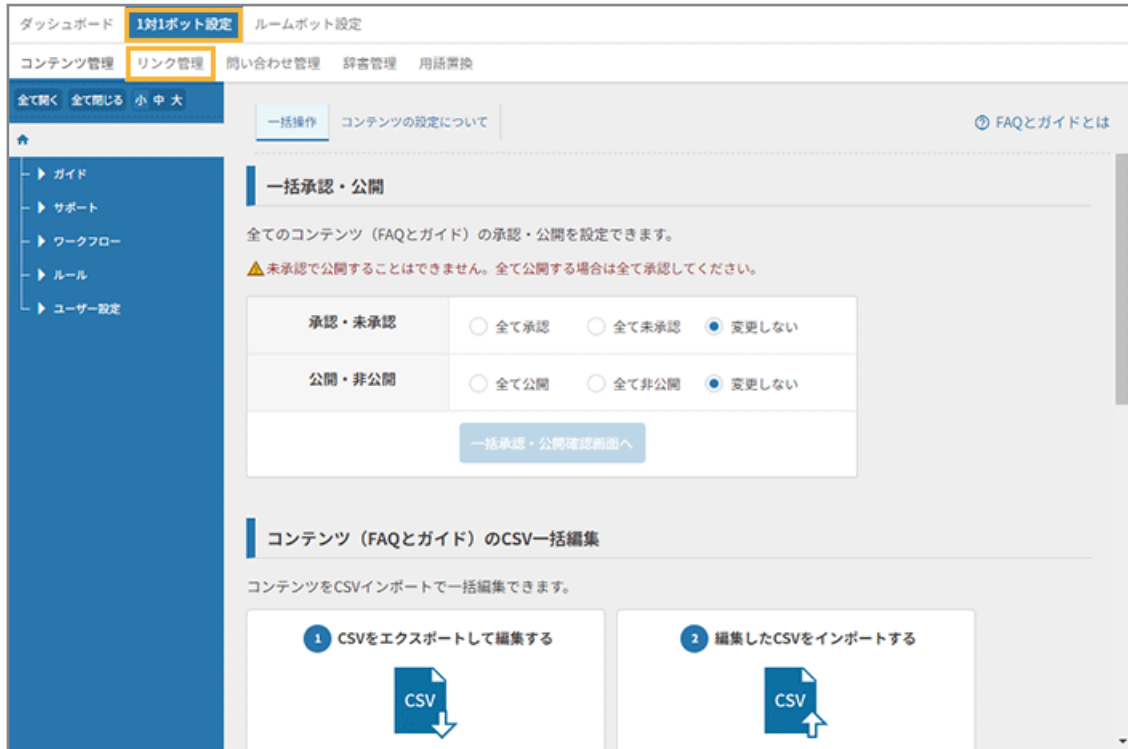 ダッシュボード 1対1ボット設定 ルームボット設定
コンテンツ管理 リンク管理 問い合わせ管理 辞書管理 用語置換
全て開く 全て閉じる 小 中 大
一括操作 コンテンツの設定について ? FAQとガイドとは
ガイド
サポート
ワークフロー
ルール
ユーザー設定
一括承認・公開
全てのコンテンツ（FAQとガイド）の承認・公開を設定できます。
未承認で公開することはできません。全て公開する場合は全て承認してください。
承認・未承認 全て承認 全て未承認 変更しない
公開・非公開 全て公開 全て非公開 変更しない
一括承認・公開確認画面へ
コンテンツ（FAQとガイド）のCSV一括編集
コンテンツをCSVインポートで一括編集できます。
1 CSVをエクスポートして編集する
CSV
2 編集したCSVをインポートする
CSV